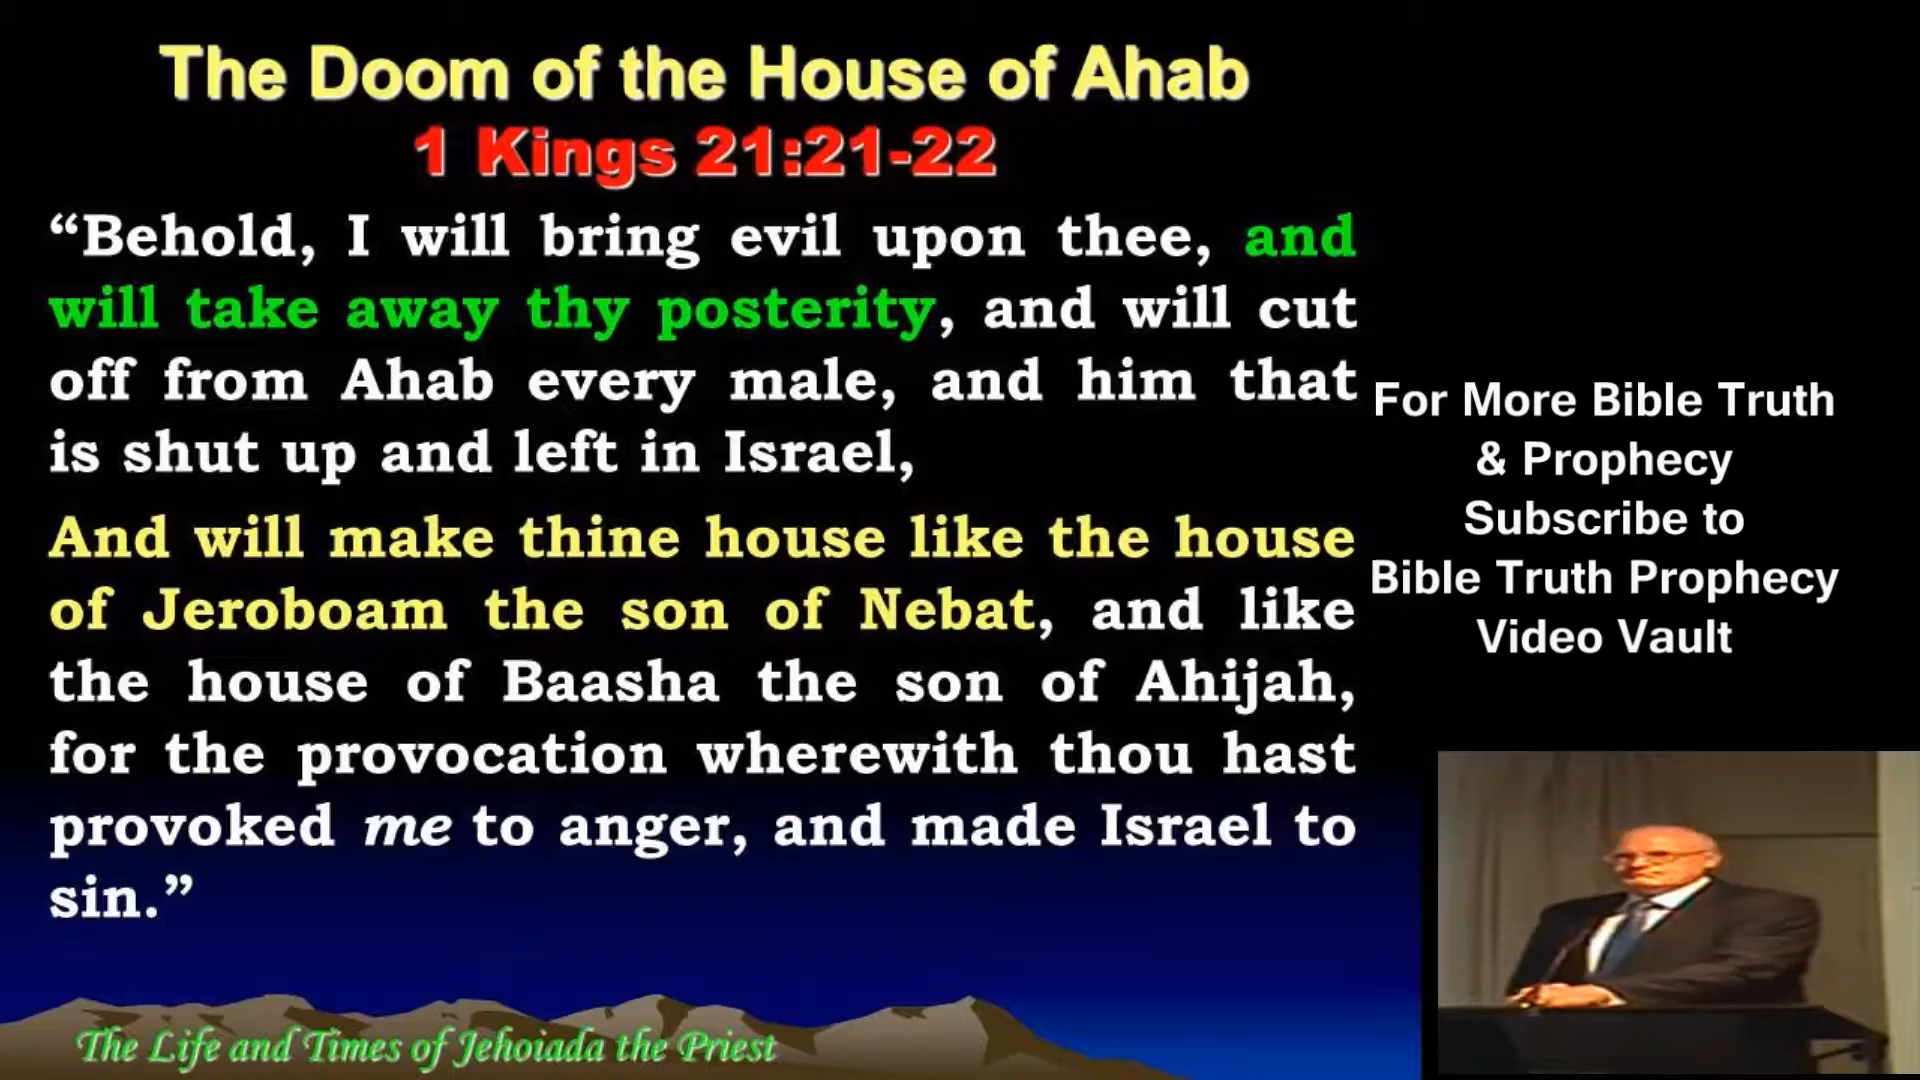 The Doom of the House of Ahab
1 Kings 21:21-22
“Behold, I will bring evil upon thee, and
will take away thy posterity, and will cut
off from Ahab every male, and him that
is shut up and left in Israel,
And will make thine house like the house
of Jeroboam the son of Nebat, and like
the house of Baasha the son of Ahijah,
for the provocation wherewith thou hast
provoked me to anger, and made Israel to
sin.”
The Life and Times of Jehoiada the Priest
For More Bible Truth
& Prophecy
Subscribe to
Bible Truth Prophecy
Video Vault